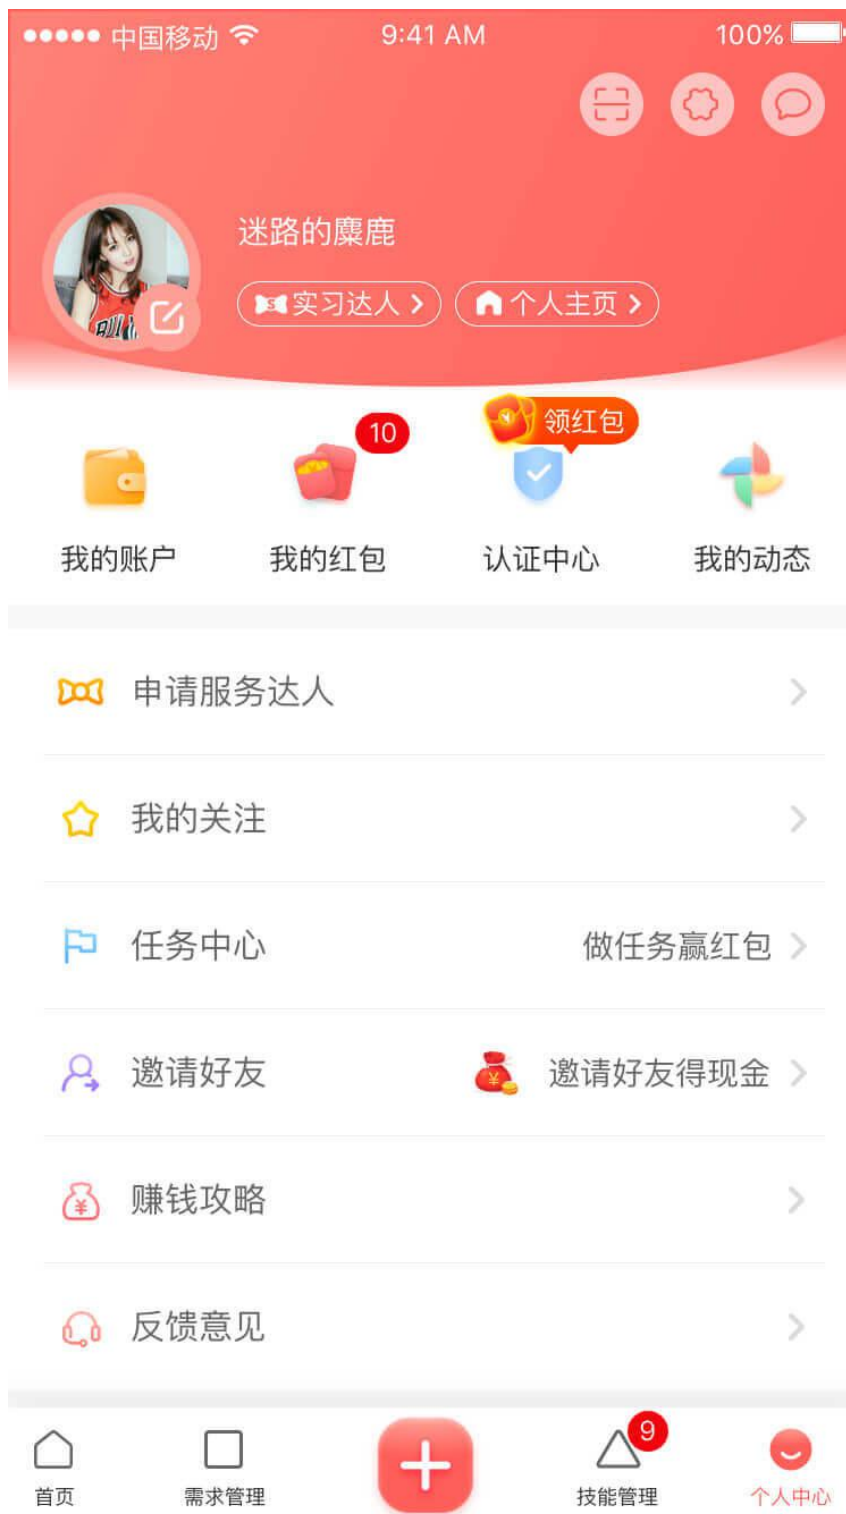 中国移动 9:41 AM 100%
迷路的麋鹿
实习达人 个人主页
10 领红包
我的账户 我的红包 认证中心 我的动态
申请服务达人
我的关注
任务中心 做任务赢红包
邀请好友 邀请好友得现金
赚钱攻略
反馈意见
9
首页 需求管理 技能管理 个人中心